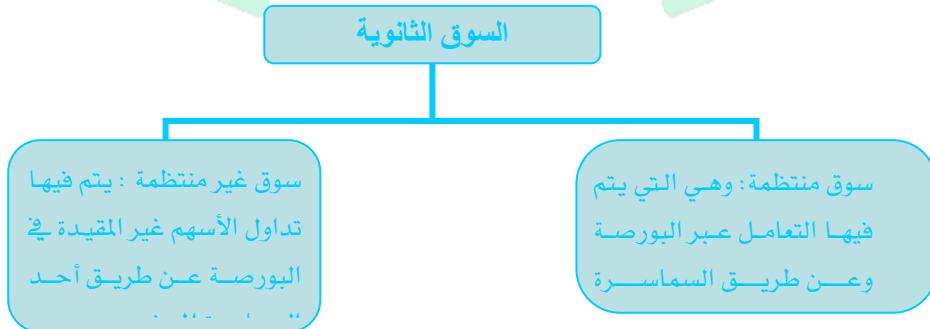 السوق الثانوية
سوق منتظمة: وهي التي يتم
فيها التعامل عبر البورصة
وعن طريق السماسرة
سوق غير منتظمة : يتم فيها
تداول الأسهم غير المقيدة في
البورصة عن طريق أحد